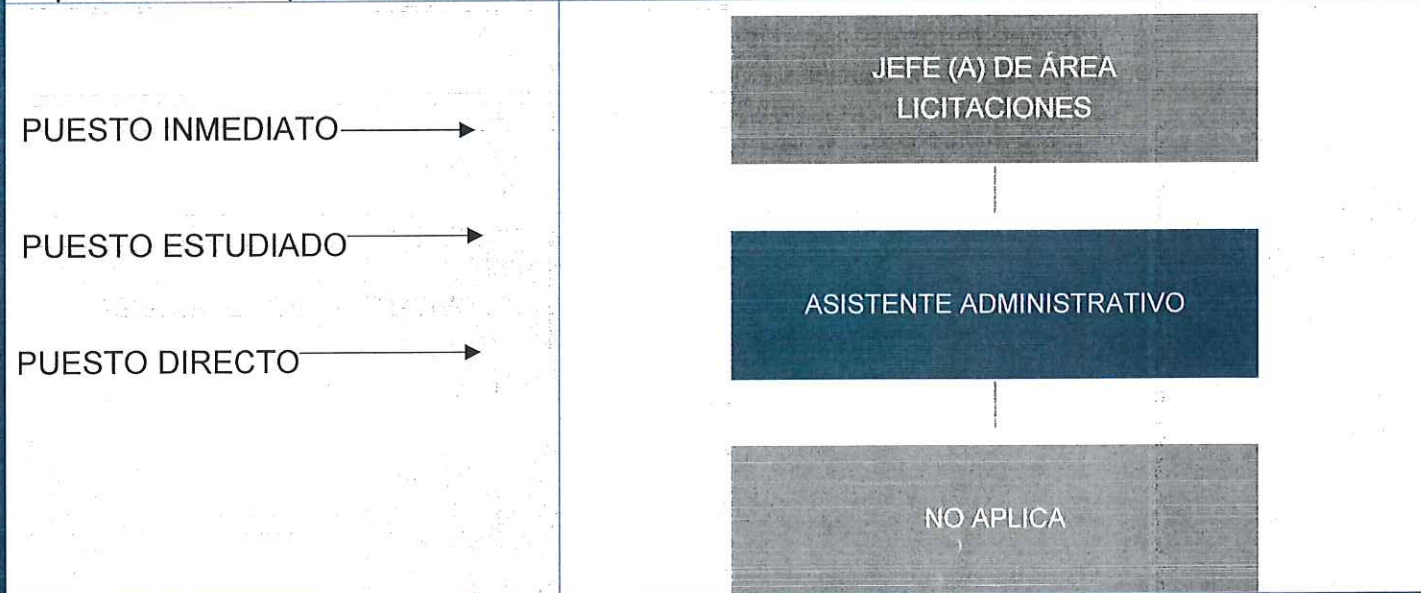 PUESTO INMEDIATO
PUESTO ESTUDIADO
PUESTO DIRECTO
JEFE (A) DE ÁREA
LICITACIONES
ASISTENTE ADMINISTRATIVO
NO APLICA